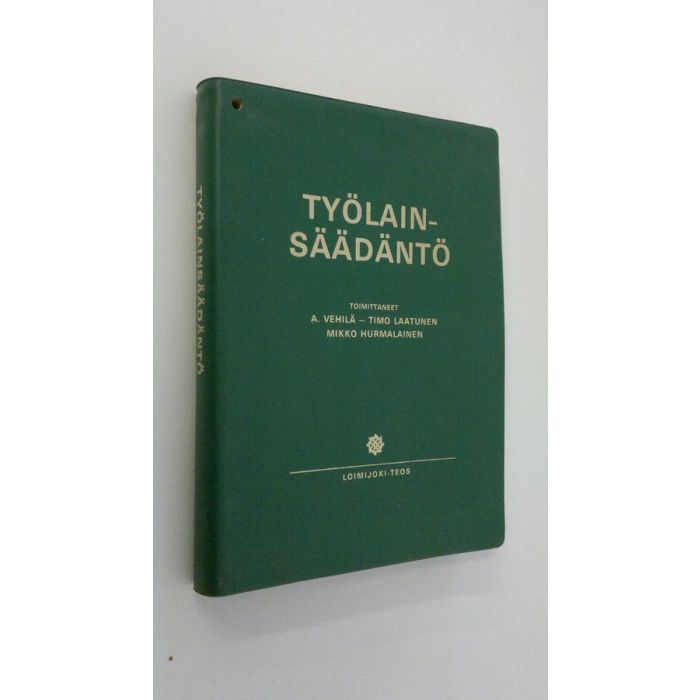 TYÖLAINSÄÄDÄNTÖ
TYÖLAIN-
SÄÄDÄNTÖ
TOIMITTANEET
A. VEHILÄ – TIMO LAATUNEN
MIKKO HURMALAINEN
LOIMIJOKI-TEOS